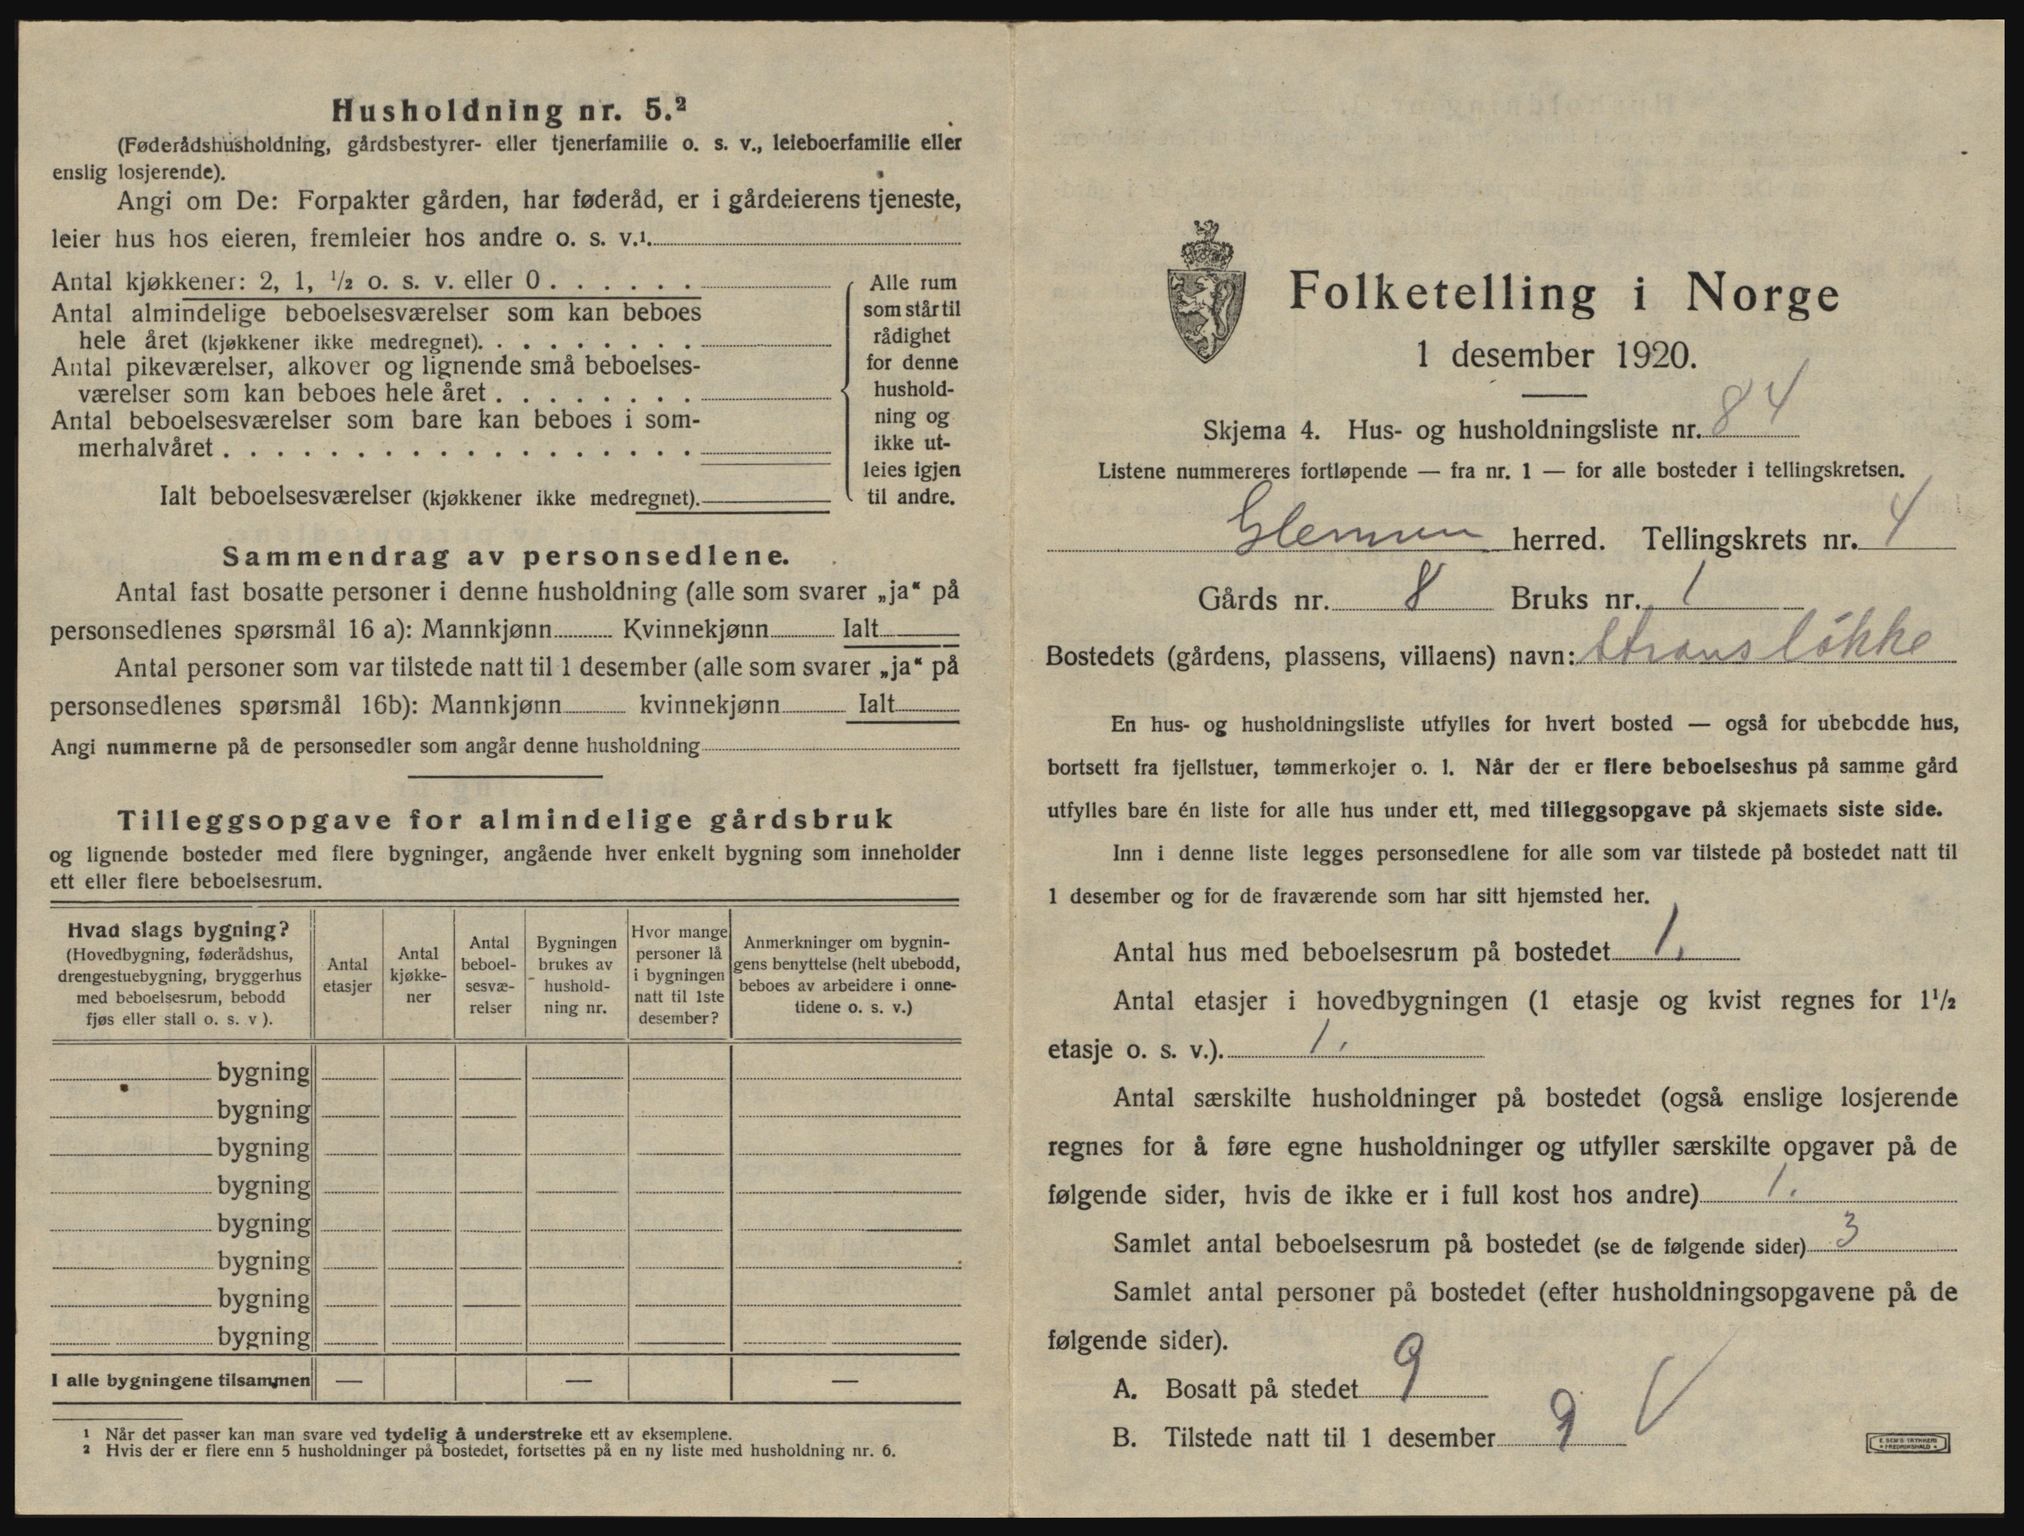 Husholdning nr. 5.²
(Føderådshusholdning, gårdsbestyrer- eller tjenerfamilie o. s. v., leieboerfamilie eller
enslig losjerende).
Angi om De: Forpakter gården, har føderåd, er i gårdeierens tjeneste,
leier hus hos eieren, fremleier hos andre o. s. v.¹
Antal kjøkkener: 2, 1, ½ o. s. v. eller 0
Antal almindelige beboelsesværelser som kan beboes
hele året (kjøkkener ikke medregnet)
Antal pikeværelser, alkover og lignende små beboelses-
værelser som kan beboes hele året
Antal beboelsesværelser som bare kan beboes i som-
merhalvåret
Ialt beboelsesværelser (kjøkkener ikke medregnet)
Alle rum
som står til
rådighet
for denne
hushold-
ning og
ikke ut-
leies igjen
til andre.
Sammendrag av personsedlene.
Antal fast bosatte personer i denne husholdning (alle som svarer „ja“ på
personsedlenes spørsmål 16 a): Mannkjønn Kvinnekjønn Ialt
Antal personer som var tilstede natt til 1 desember (alle som svarer „ja“ på
personsedlenes spørsmål 16b): Mannkjønn kvinnekjønn Ialt
Angi nummerne på de personsedler som angår denne husholdning
Tilleggsopgave for almindelige gårdsbruk
og lignende bosteder med flere bygninger, angående hver enkelt bygning som inneholder
ett eller flere beboelsesrum.
Hvad slags bygning?
(Hovedbygning, føderådshus,
drengestuebygning, bryggerhus
med beboelsesrum, bebodd
fjøs eller stall o. s. v ).
Antal
etasjer
Antal
kjøkke-
ner
Antal
beboel-
sesvæ-
relser
Bygningen
brukes av
hushold-
ning nr.
Hvor mange
personer lå
i bygningen
natt til 1ste
desember?
Anmerkninger om bygnin-
gens benyttelse (helt ubebodd,
beboes av arbeidere i onne-
tidene o. s. v.)
bygning
bygning
bygning
bygning
bygning
bygning
bygning
bygning
I alle bygningene tilsammen — — —
¹ Når det passer kan man svare ved tydelig å understreke ett av eksemplene.
² Hvis der er flere enn 5 husholdninger på bostedet, fortsettes på en ny liste med husholdning nr. 6.
Folketelling i Norge
1 desember 1920.
Skjema 4. Hus- og husholdningsliste nr. 84
Listene nummereres fortløpende — fra nr. 1 — for alle bosteder i tellingskretsen.
Glemmen herred. Tellingskrets nr. 4
Gårds nr. 8 Bruks nr. 1
Bostedets (gårdens, plassens, villaens) navn: Stransløkke
En hus- og husholdningsliste utfylles for hvert bosted — også for ubebodde hus,
bortsett fra fjellstuer, tømmerkojer o. l. Når der er flere beboelseshus på samme gård
utfylles bare én liste for alle hus under ett, med tilleggsopgave på skjemaets siste side.
Inn i denne liste legges personsedlene for alle som var tilstede på bostedet natt til
1 desember og for de fraværende som har sitt hjemsted her.
Antal hus med beboelsesrum på bostedet 1.
Antal etasjer i hovedbygningen (1 etasje og kvist regnes for 1½
etasje o. s. v.). 1.
Antal særskilte husholdninger på bostedet (også enslige losjerende
regnes for å føre egne husholdninger og utfyller særskilte opgaver på de
følgende sider, hvis de ikke er i full kost hos andre) 1.
Samlet antal beboelsesrum på bostedet (se de følgende sider) 3
Samlet antal personer på bostedet (efter husholdningsopgavene på de
følgende sider).
A. Bosatt på stedet 9
B. Tilstede natt til 1 desember 9 V
E. SEM'S TRYKKERI
FREDRIKSHALD